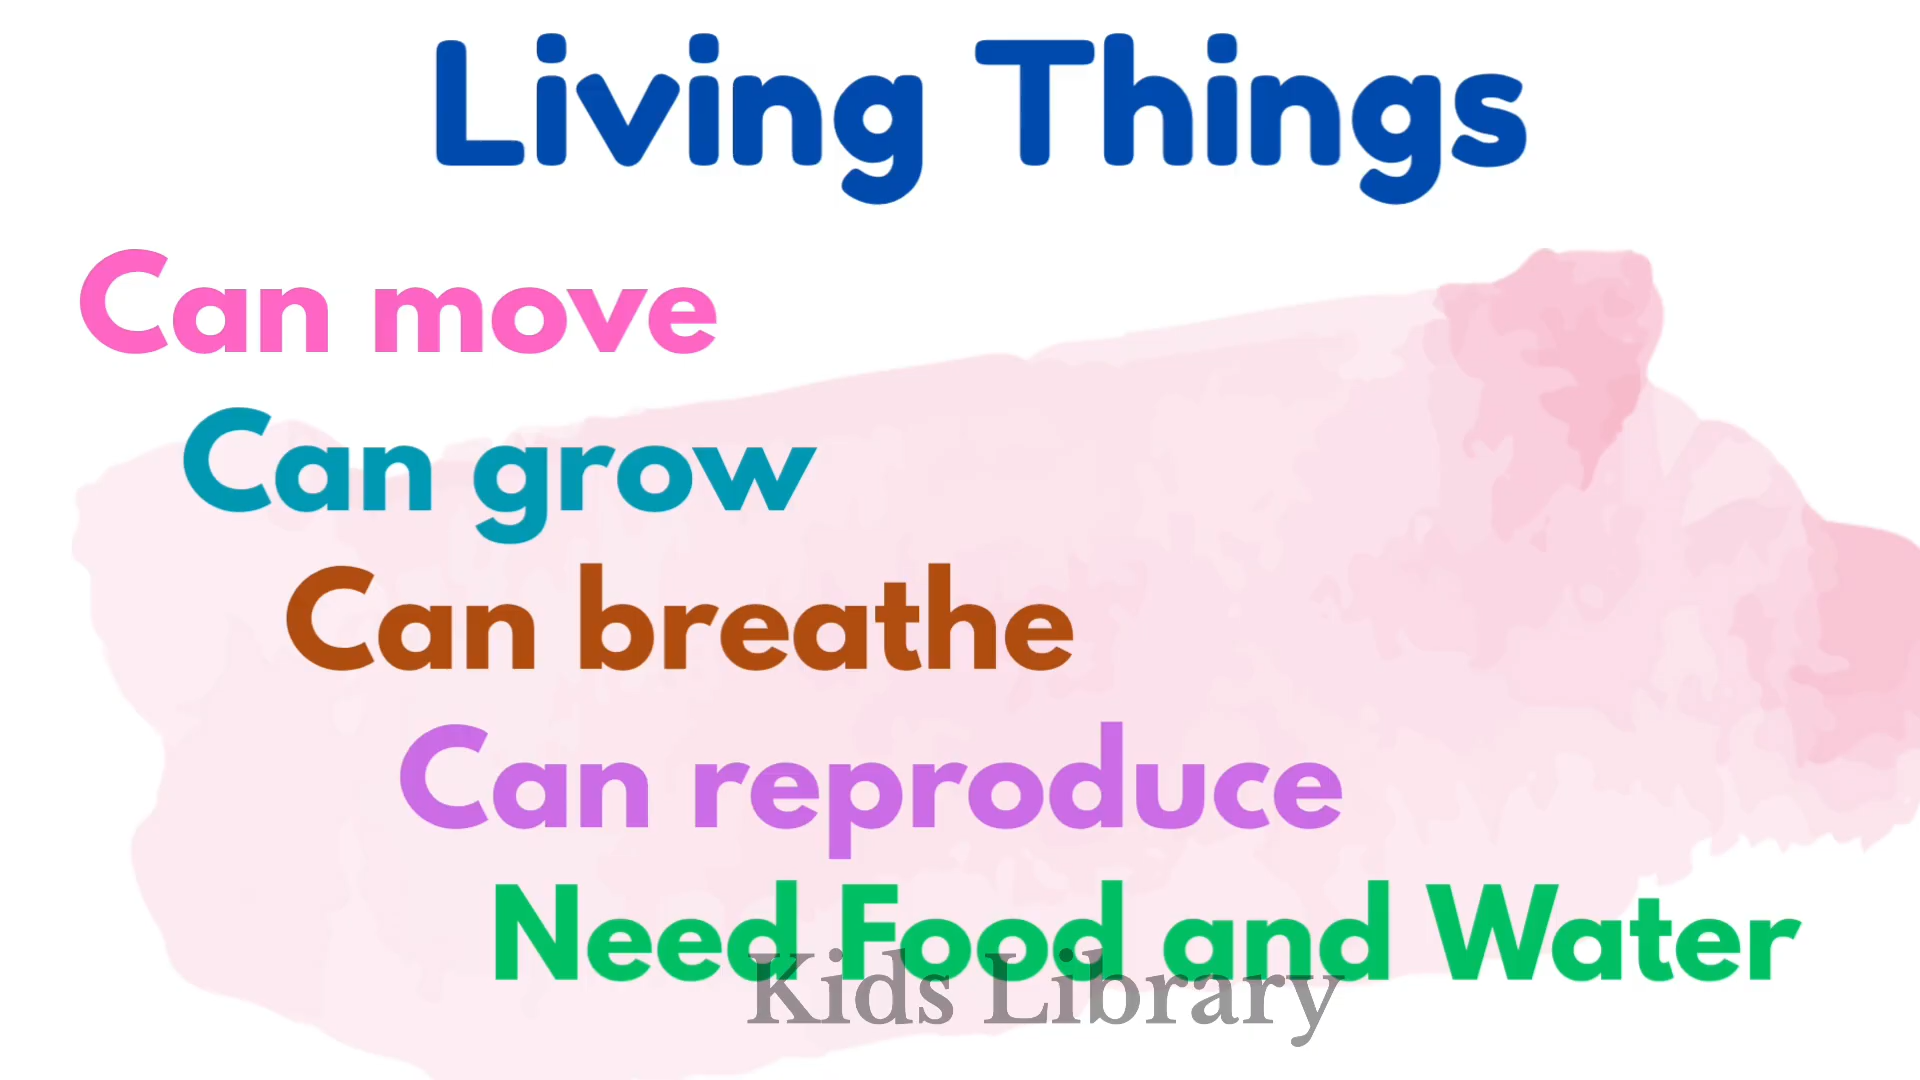 Living Things
Can move
Can grow
Can breathe
Can reproduce
Need Food and Water
Kids Library